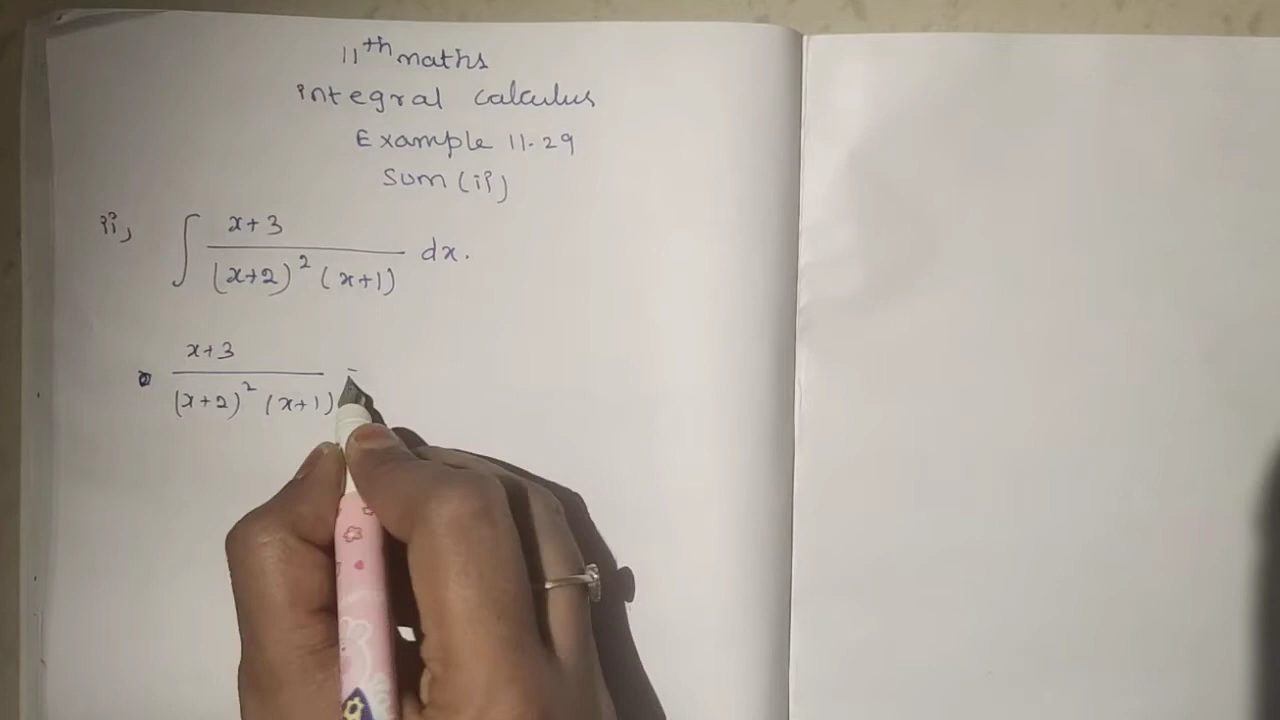 11th maths
integral calculus
Example 11.29
Sum (ii)
ii, ∫ x+3 / (x+2)² (x+1) dx.
x+3 / (x+2)² (x+1) =